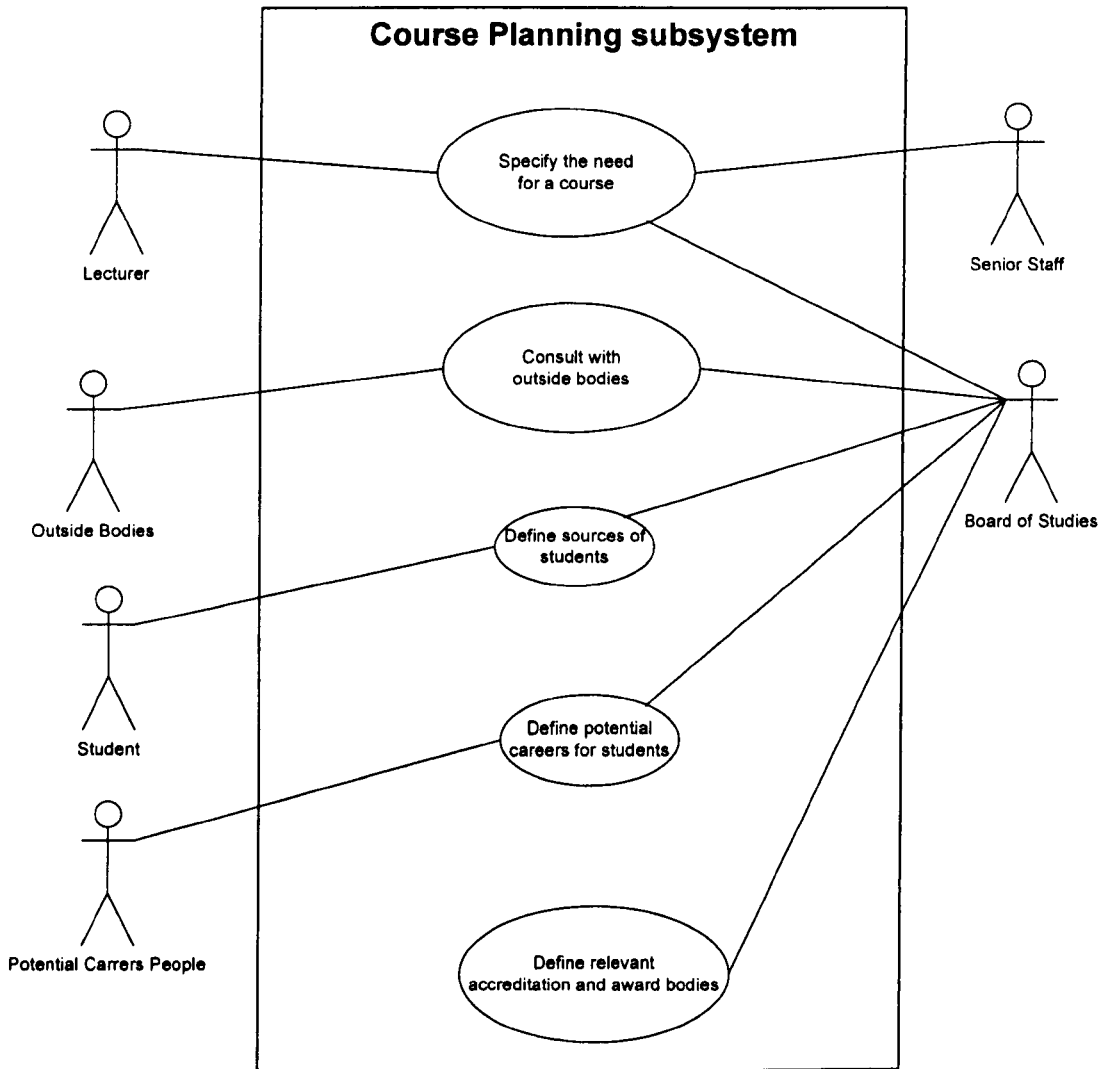 Course Planning subsystem
Specify the need
for a course
Lecturer
Senior Staff
Consult with
outside bodies
Outside Bodies
Board of Studies
Define sources of
students
Student
Define potential
careers for students
Potential Carrers People
Define relevant
accreditation and award bodies